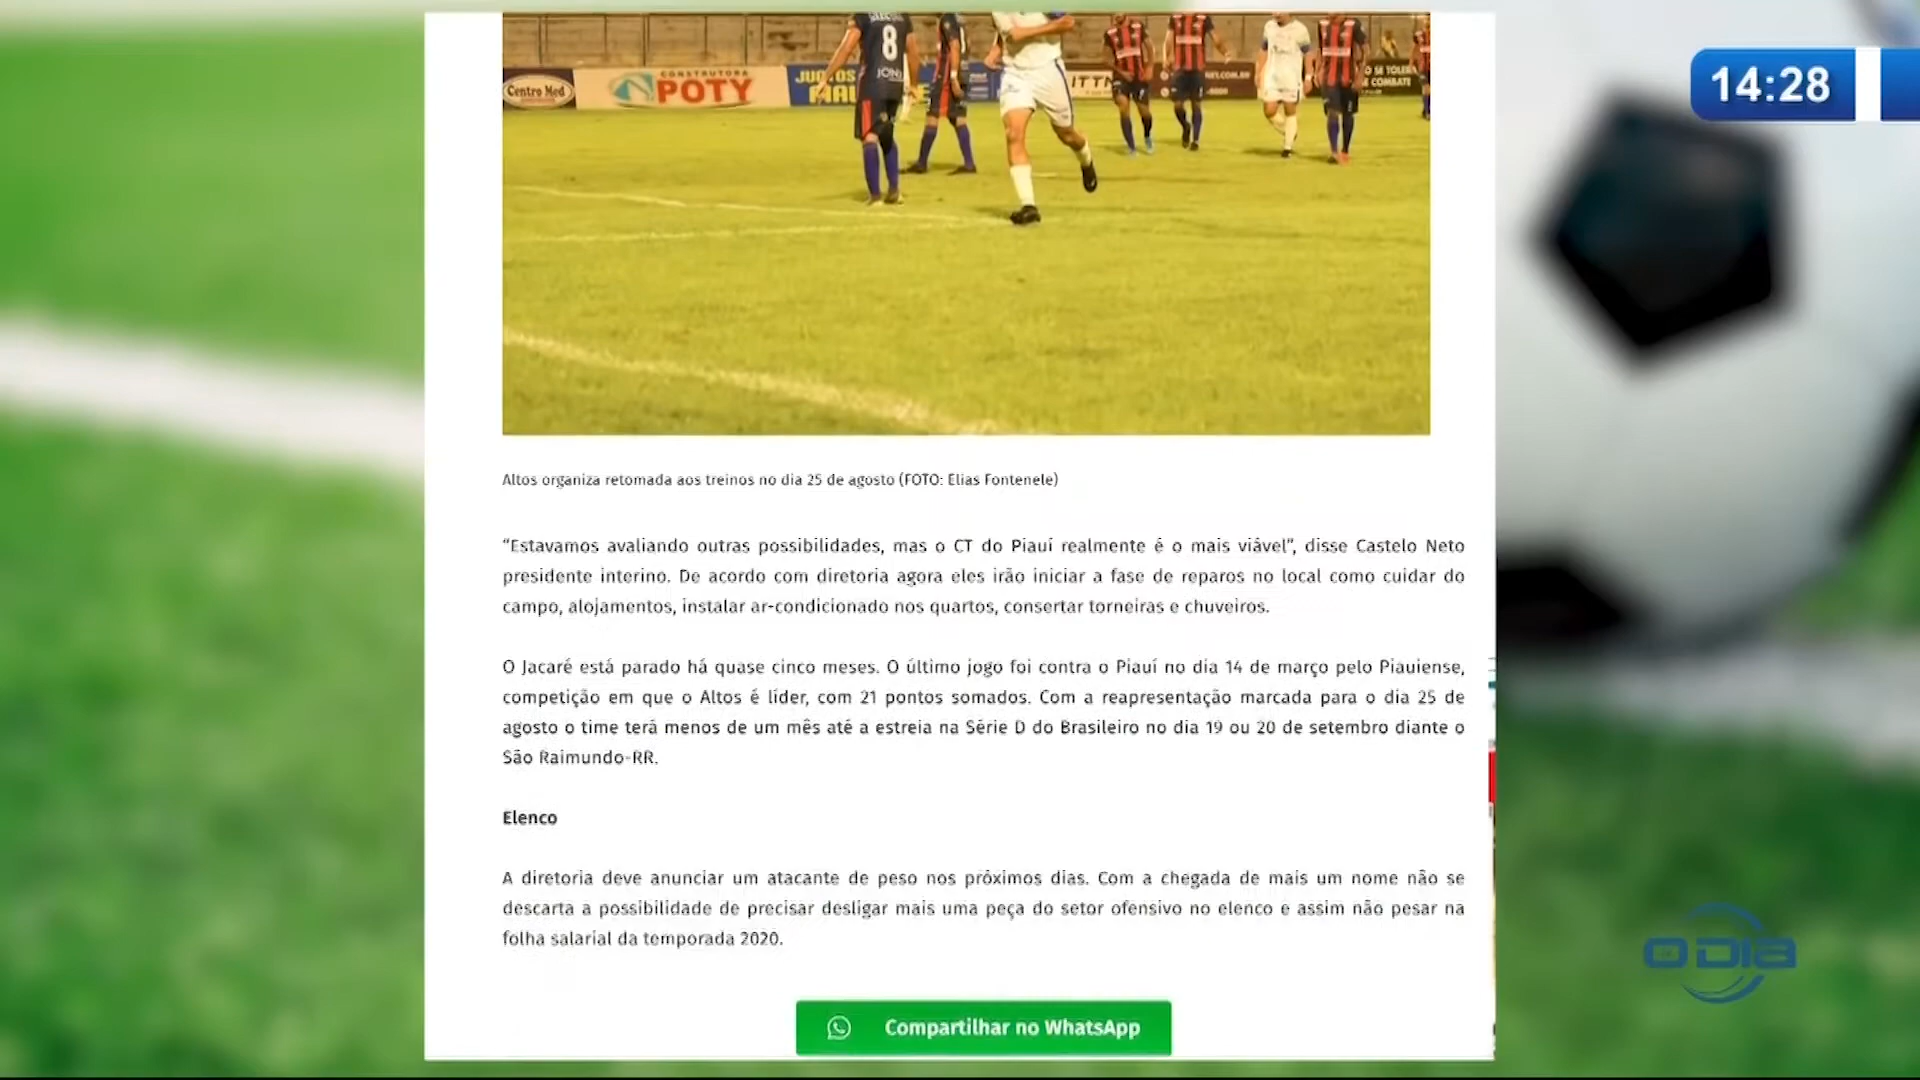 14:28
8
JONI
Centro Med
CONSTRUTORA
POTY
JUNTOS
Altos organiza retomada aos treinos no dia 25 de agosto (FOTO: Elias Fontenele)
“Estavamos avaliando outras possibilidades, mas o CT do Piauí realmente é o mais viável”, disse Castelo Neto
presidente interino. De acordo com diretoria agora eles irão iniciar a fase de reparos no local como cuidar do
campo, alojamentos, instalar ar-condicionado nos quartos, consertar torneiras e chuveiros.
O Jacaré está parado há quase cinco meses. O último jogo foi contra o Piauí no dia 14 de março pelo Piauiense,
competição em que o Altos é líder, com 21 pontos somados. Com a reapresentação marcada para o dia 25 de
agosto o time terá menos de um mês até a estreia na Série D do Brasileiro no dia 19 ou 20 de setembro diante o
São Raimundo-RR.
Elenco
A diretoria deve anunciar um atacante de peso nos próximos dias. Com a chegada de mais um nome não se
descarta a possibilidade de precisar desligar mais uma peça do setor ofensivo no elenco e assim não pesar na
folha salarial da temporada 2020.
O DIA
Compartilhar no WhatsApp